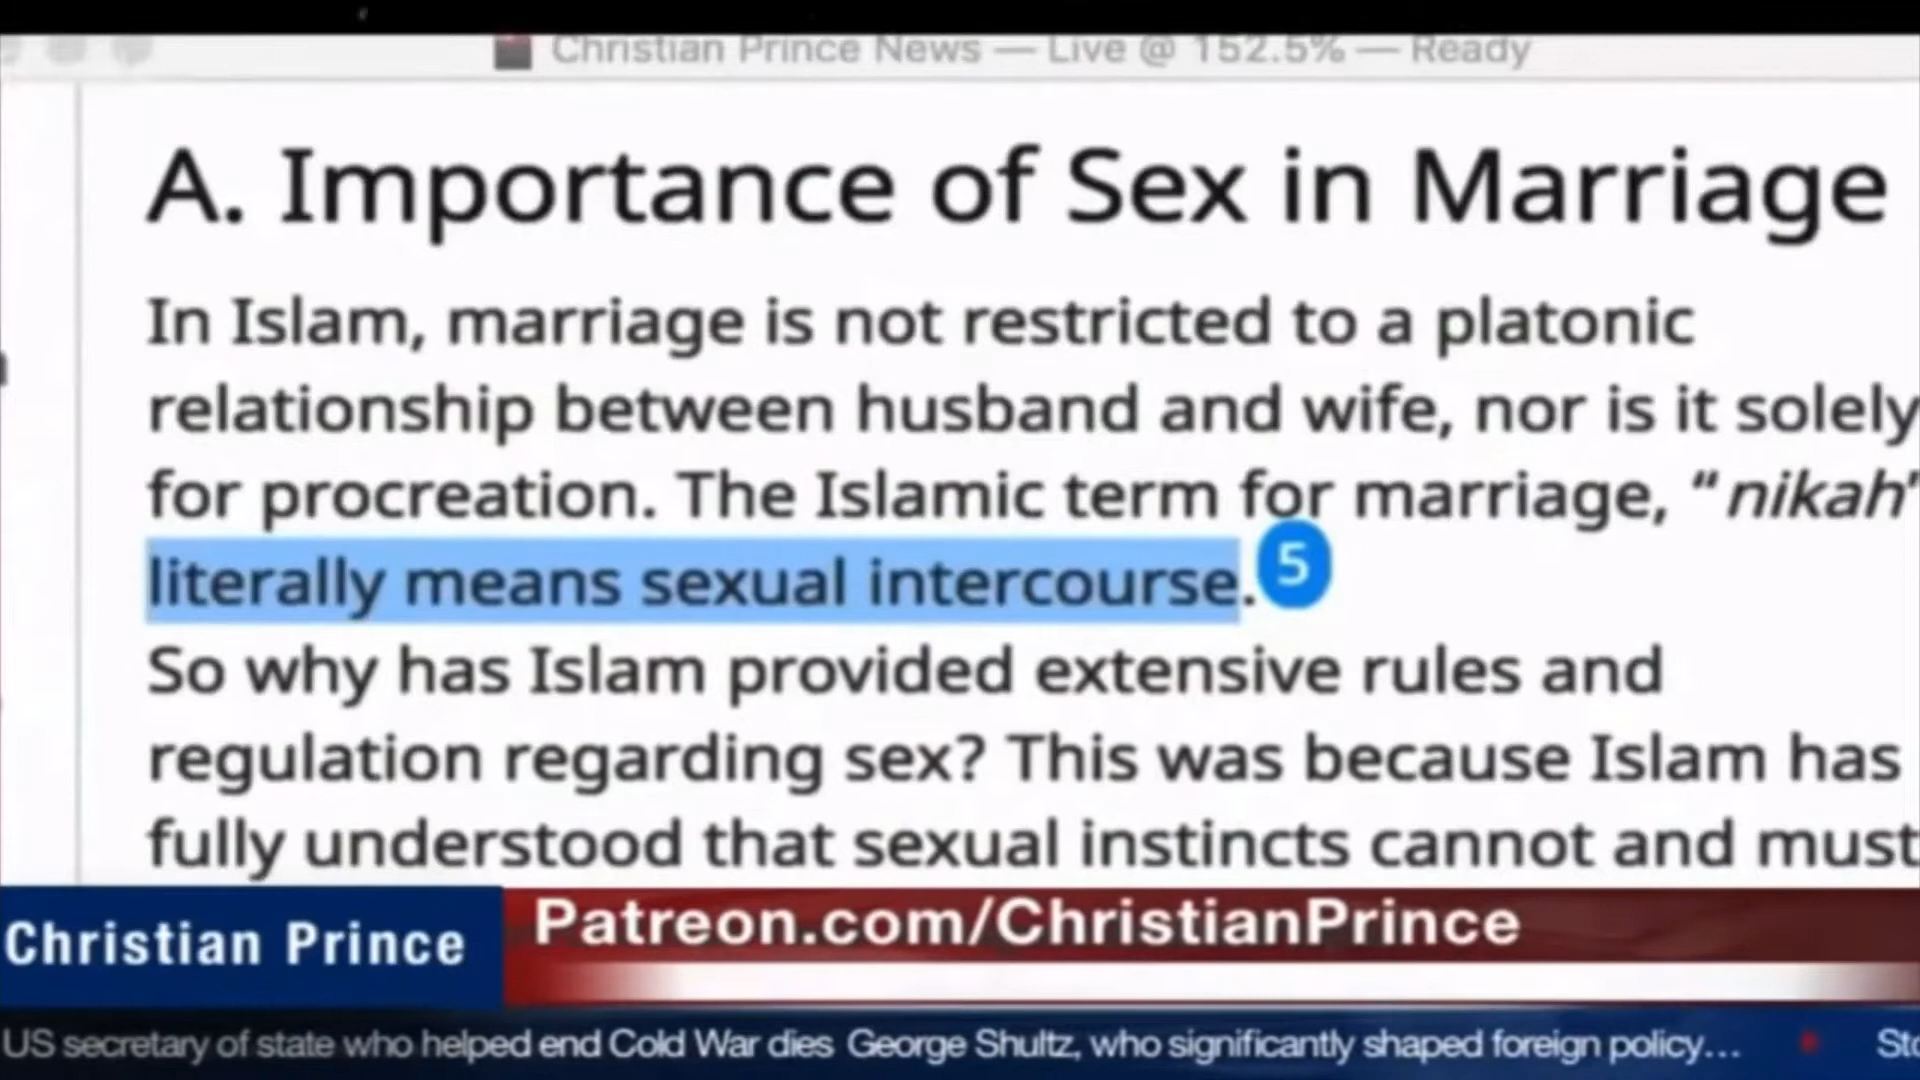 Christian Prince News — Live @ 152.5% — Ready
A. Importance of Sex in Marriage
In Islam, marriage is not restricted to a platonic
relationship between husband and wife, nor is it solely
for procreation. The Islamic term for marriage, “nikah”
literally means sexual intercourse.5
So why has Islam provided extensive rules and
regulation regarding sex? This was because Islam has
fully understood that sexual instincts cannot and must
Christian Prince
Patreon.com/ChristianPrince
US secretary of state who helped end Cold War dies George Shultz, who significantly shaped foreign policy...